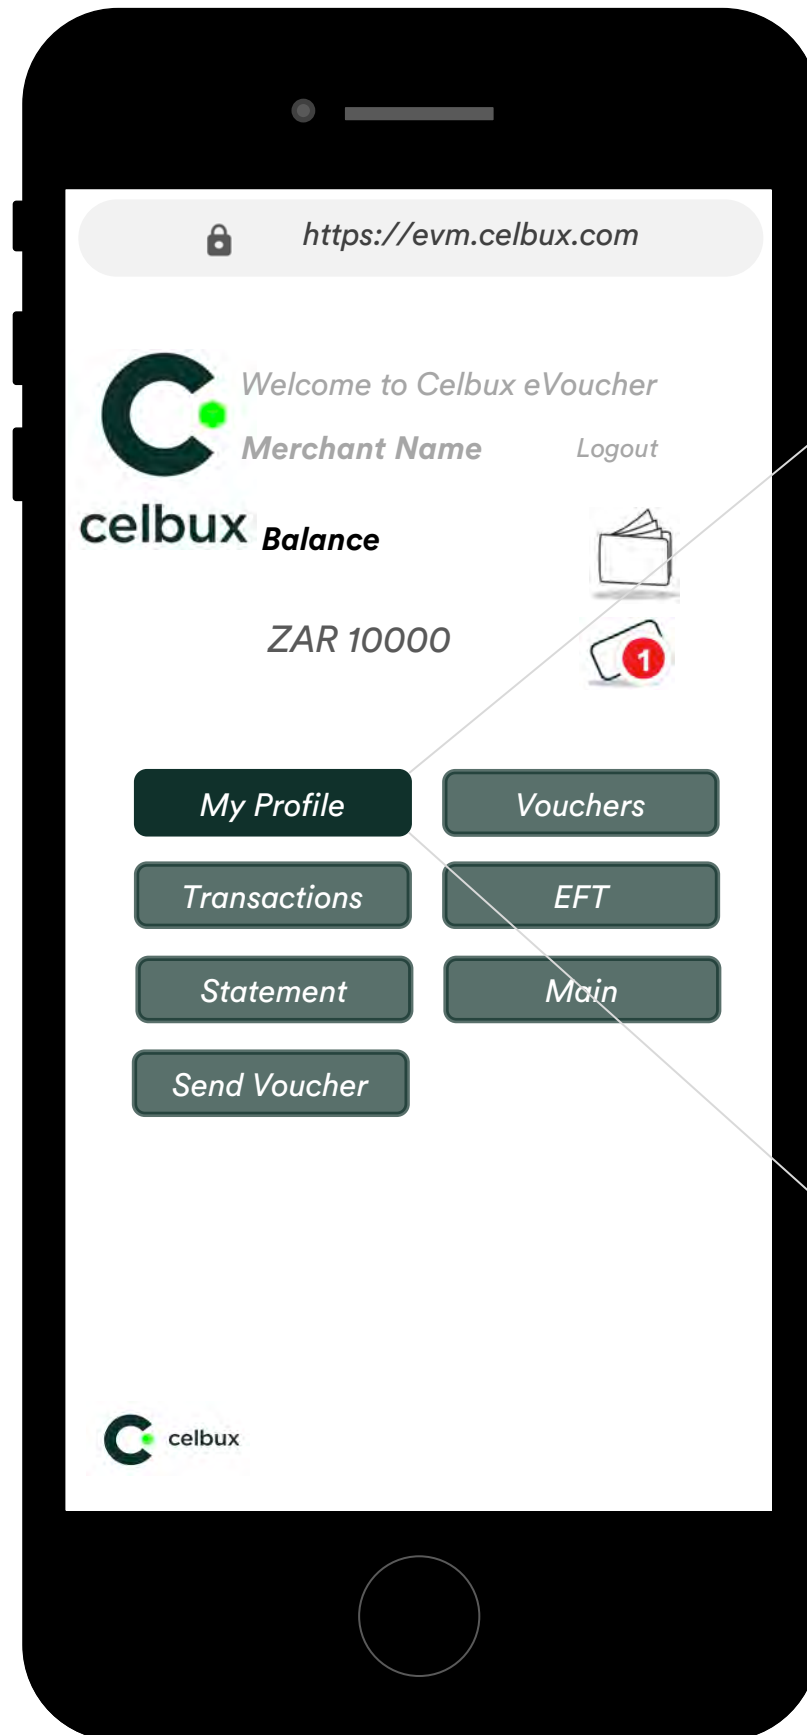 https://evm.celbux.com
Welcome to Celbux eVoucher
Merchant Name Logout
celbux Balance
ZAR 10000
1
My Profile Vouchers
Transactions EFT
Statement Main
Send Voucher
celbux